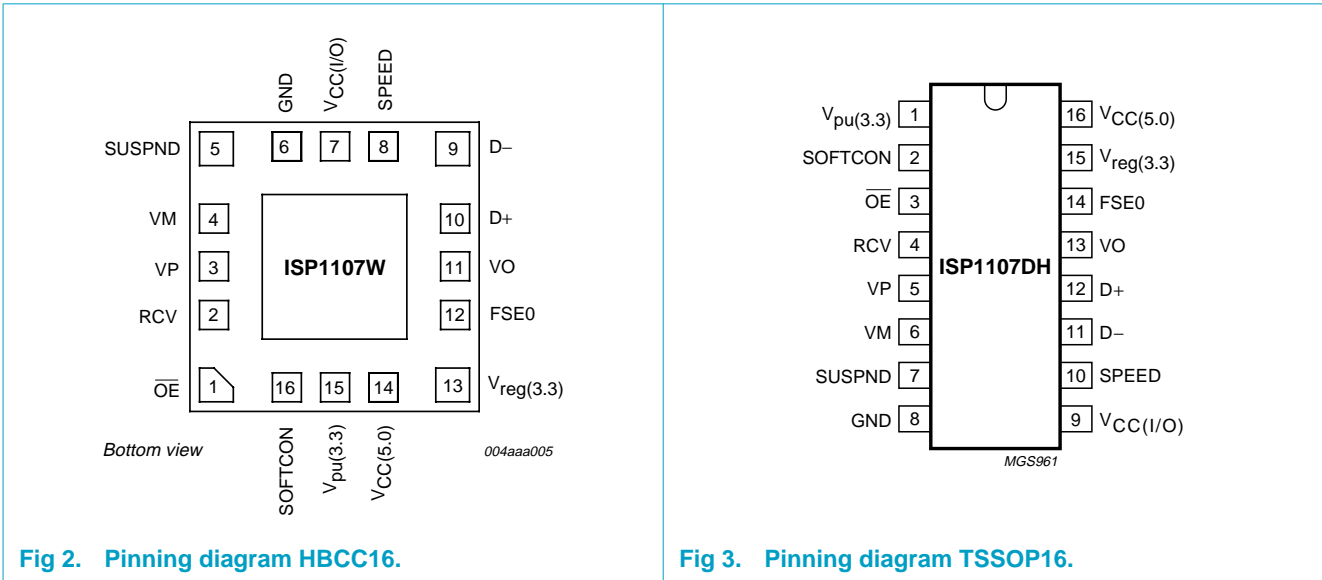 GND
VCC(I/O)
SPEED
SUSPND 5 6 7 8 9 D−
VM 4 10 D+
VP 3 ISP1107W 11 VO
RCV 2 12 FSE0
OE 1 16 15 14 13 Vreg(3.3)
Bottom view
SOFTCON
Vpu(3.3)
VCC(5.0)
004aaa005
Fig 2. Pinning diagram HBCC16.
Vpu(3.3) 1 16 VCC(5.0)
SOFTCON 2 15 Vreg(3.3)
OE 3 14 FSE0
RCV 4 13 VO
ISP1107DH
VP 5 12 D+
VM 6 11 D−
SUSPND 7 10 SPEED
GND 8 9 VCC(I/O)
MGS961
Fig 3. Pinning diagram TSSOP16.